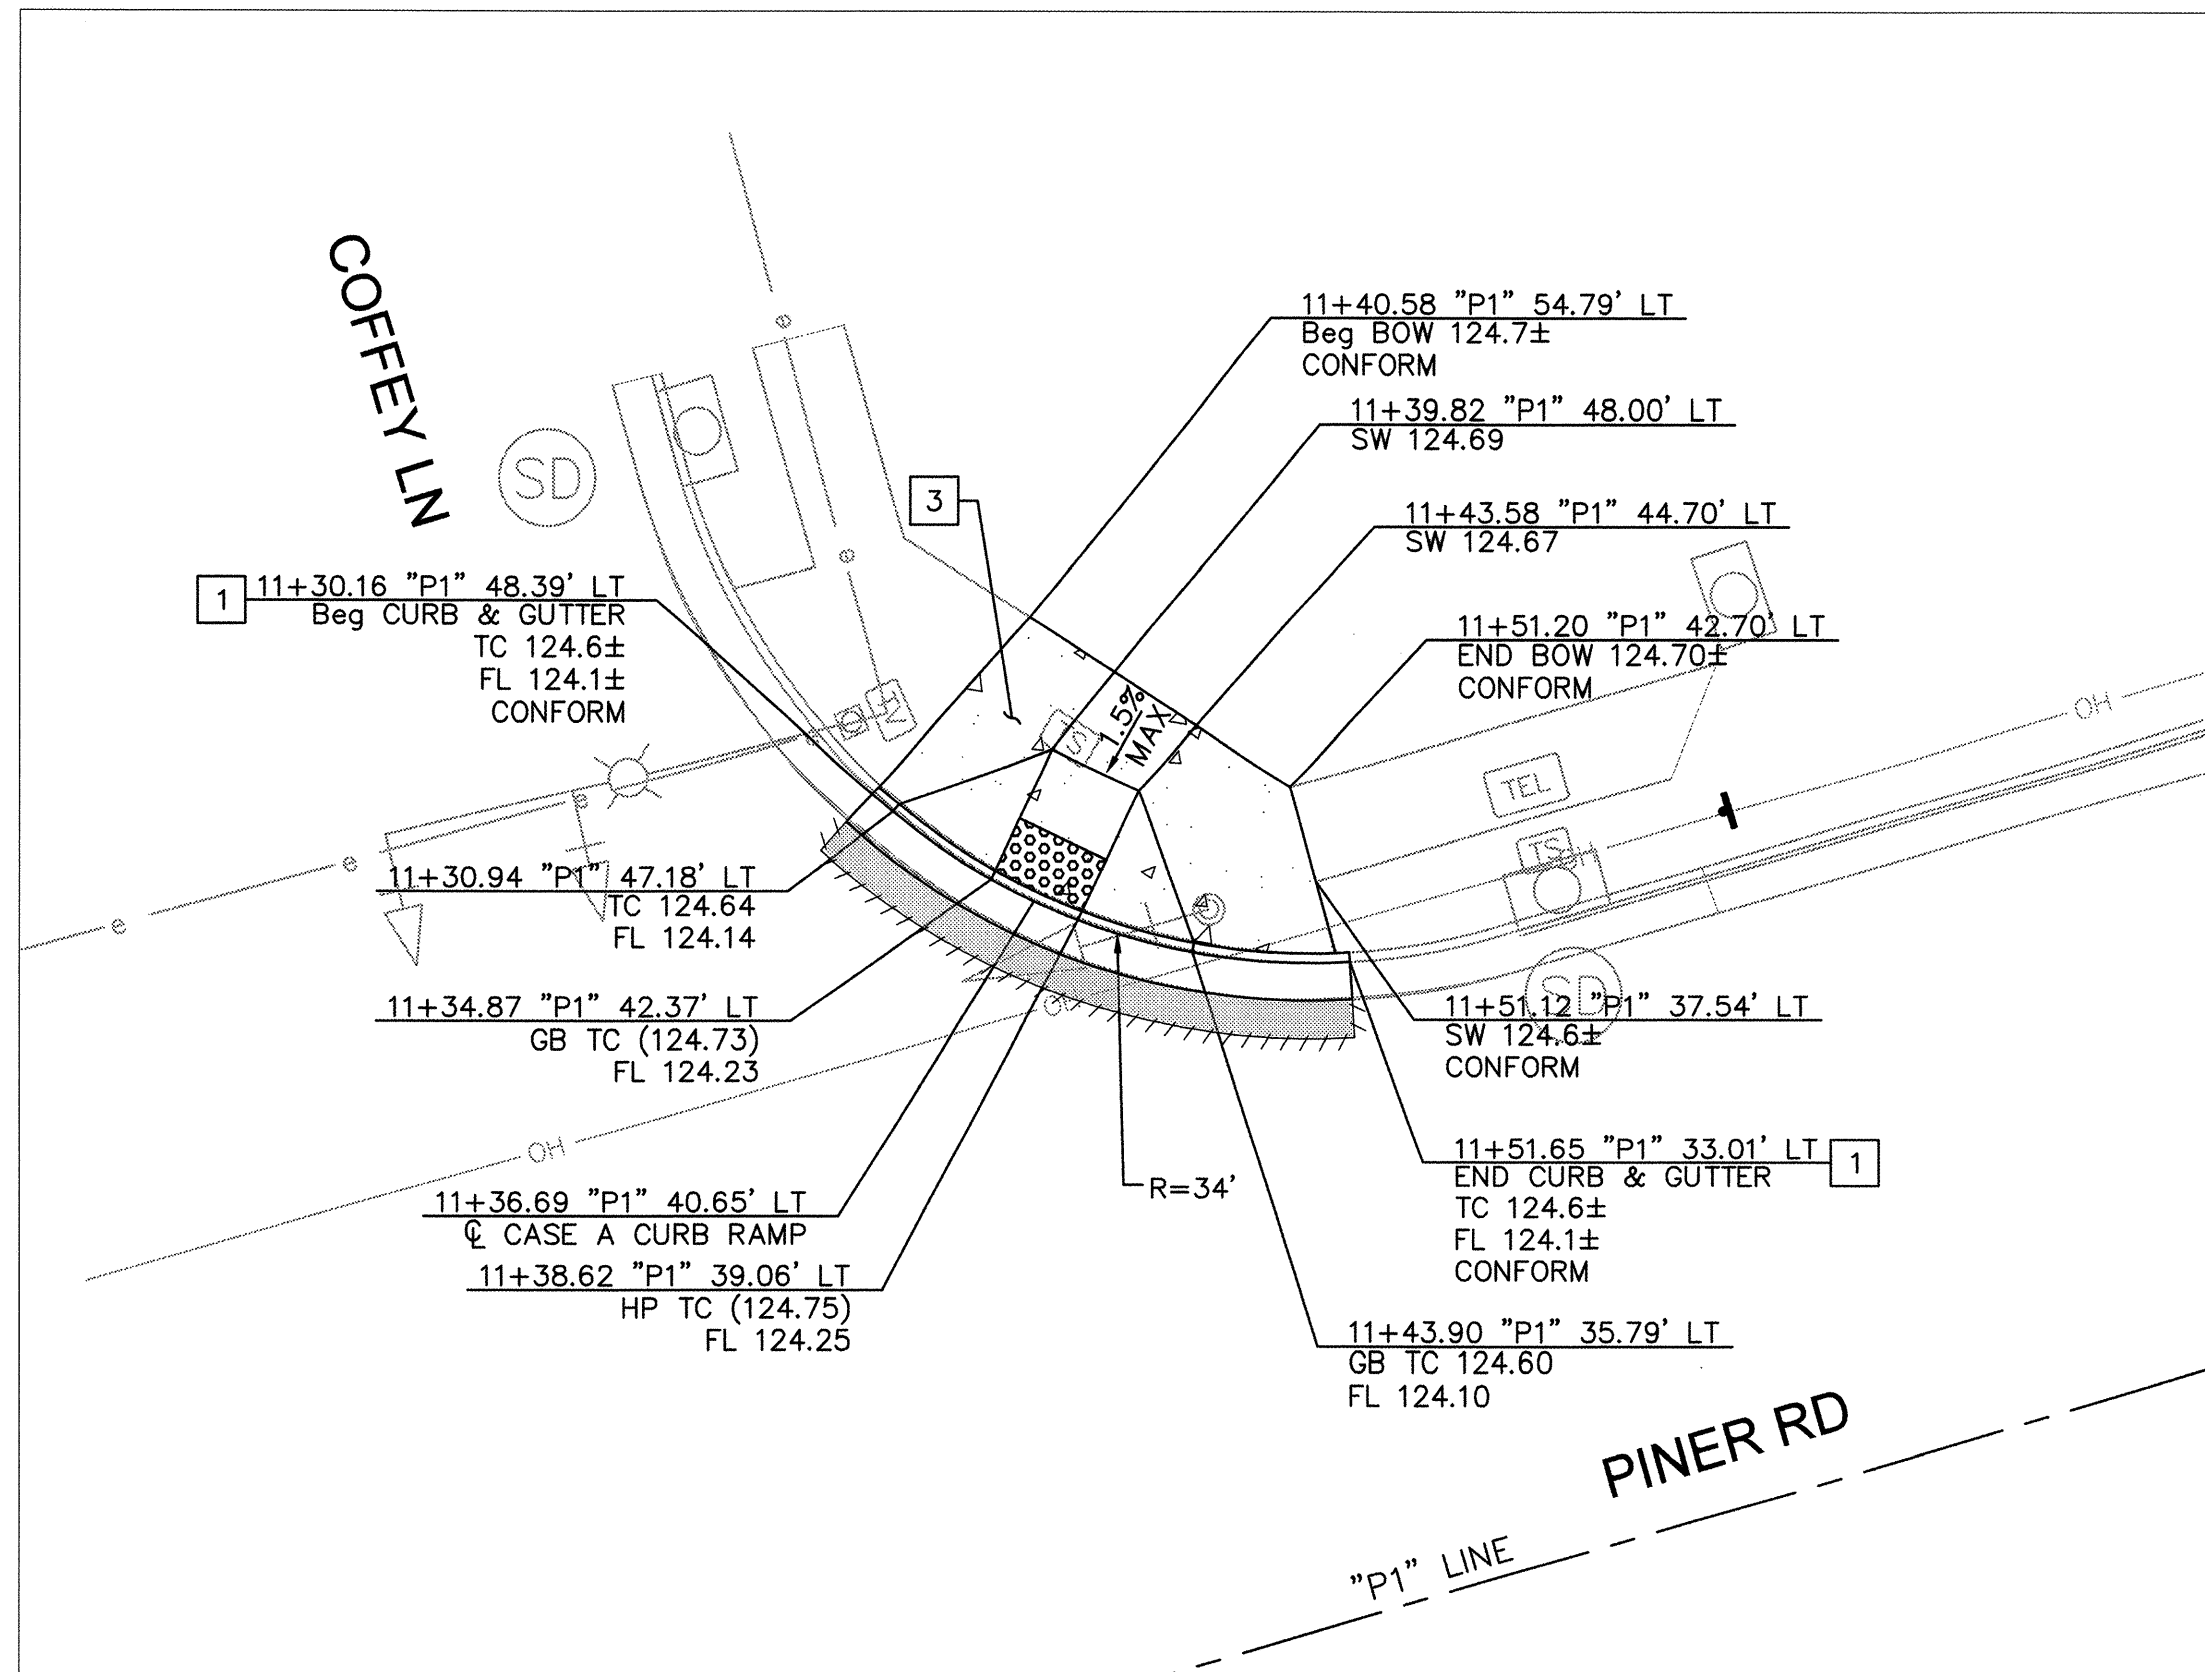 COFFEY LN
SD
11+40.58 "P1" 54.79' LT
Beg BOW 124.7±
CONFORM
11+39.82 "P1" 48.00' LT
SW 124.69
3
11+43.58 "P1" 44.70' LT
SW 124.67
1
11+30.16 "P1" 48.39' LT
Beg CURB & GUTTER
TC 124.6±
FL 124.1±
CONFORM
11+51.20 "P1" 42.70' LT
END BOW 124.70±
CONFORM
1.5%
MAX
OH
TEL
TS
e
e
e
11+30.94 "P1" 47.18' LT
TC 124.64
FL 124.14
11+34.87 "P1" 42.37' LT
GB TC (124.73)
FL 124.23
SD
11+51.12 "P1" 37.54' LT
SW 124.6±
CONFORM
OH
R=34'
11+51.65 "P1" 33.01' LT
1
END CURB & GUTTER
TC 124.6±
FL 124.1±
CONFORM
11+36.69 "P1" 40.65' LT
℄ CASE A CURB RAMP
11+38.62 "P1" 39.06' LT
HP TC (124.75)
FL 124.25
11+43.90 "P1" 35.79' LT
GB TC 124.60
FL 124.10
PINER RD
"P1" LINE